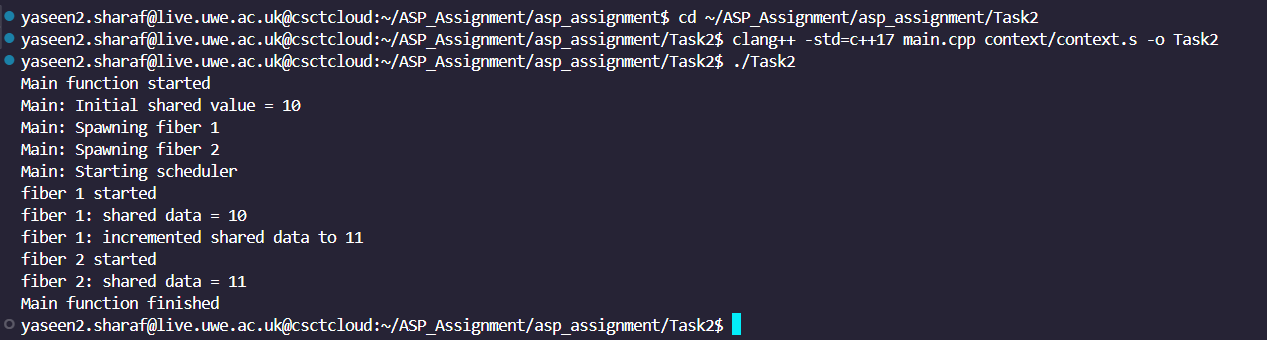 yaseen2.sharaf@live.uwe.ac.uk@csctcloud:~/ASP_Assignment/asp_assignment$ cd ~/ASP_Assignment/asp_assignment/Task2
yaseen2.sharaf@live.uwe.ac.uk@csctcloud:~/ASP_Assignment/asp_assignment/Task2$ clang++ -std=c++17 main.cpp context/context.s -o Task2
yaseen2.sharaf@live.uwe.ac.uk@csctcloud:~/ASP_Assignment/asp_assignment/Task2$ ./Task2
Main function started
Main: Initial shared value = 10
Main: Spawning fiber 1
Main: Spawning fiber 2
Main: Starting scheduler
fiber 1 started
fiber 1: shared data = 10
fiber 1: incremented shared data to 11
fiber 2 started
fiber 2: shared data = 11
Main function finished
yaseen2.sharaf@live.uwe.ac.uk@csctcloud:~/ASP_Assignment/asp_assignment/Task2$